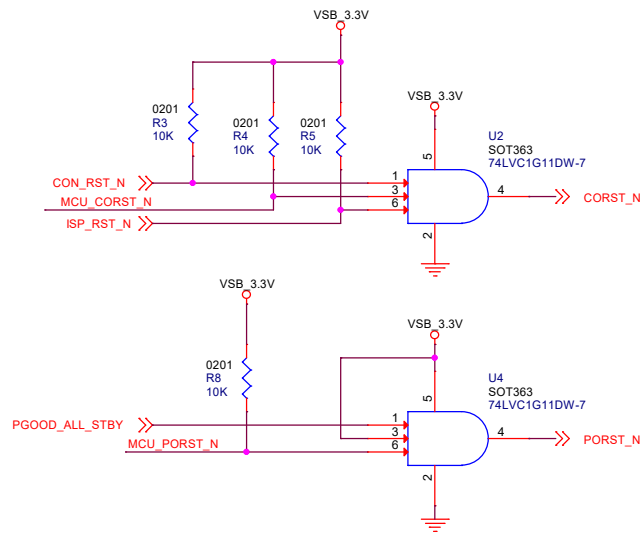 VSB_3.3V
0201
R3
10K
0201
R4
10K
0201
R5
10K
VSB_3.3V
U2
SOT363
74LVC1G11DW-7
5
CON_RST_N
1
MCU_CORST_N
3
4
CORST_N
ISP_RST_N
6
2
VSB_3.3V
0201
R8
10K
VSB_3.3V
U4
SOT363
74LVC1G11DW-7
5
PGOOD_ALL_STBY
1
MCU_PORST_N
3
4
PORST_N
6
2